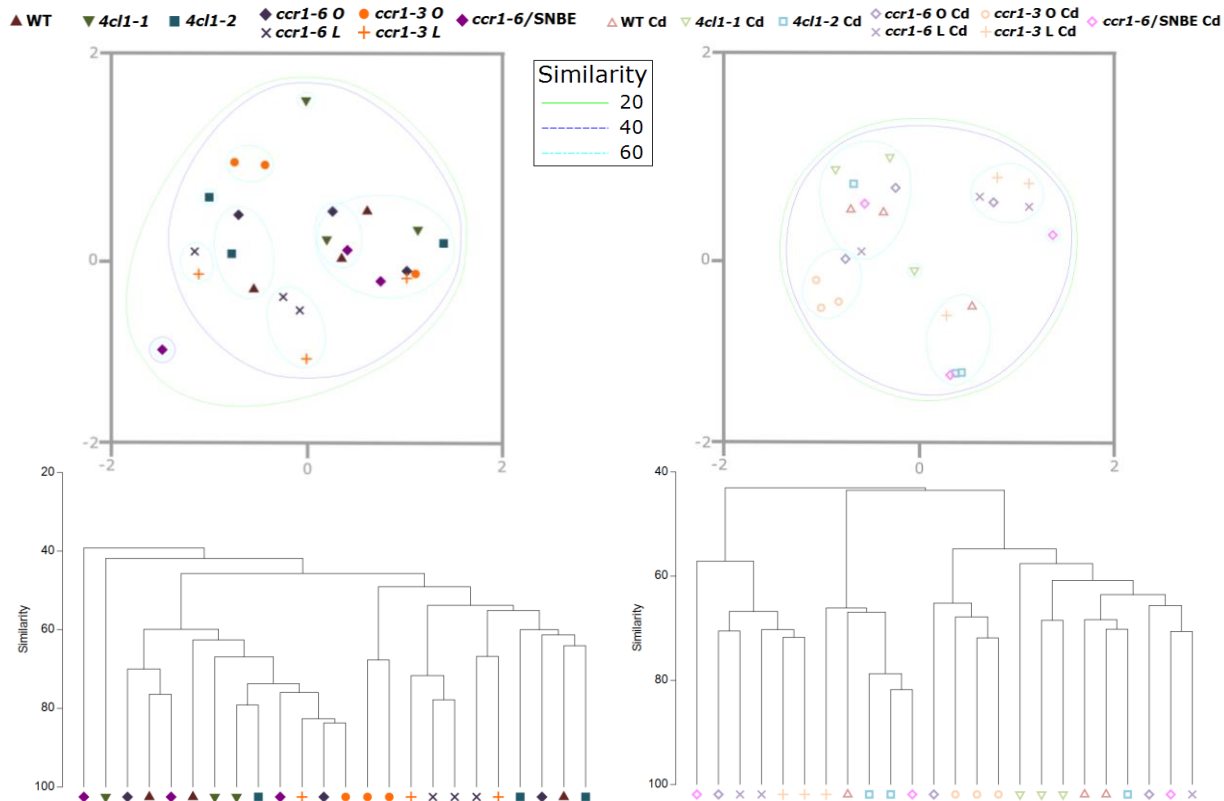 WT 4cl1-1 4cl1-2 ccr1-6 O ccr1-3 O ccr1-6/SNBE
ccr1-6 L ccr1-3 L
WT Cd 4cl1-1 Cd 4cl1-2 Cd ccr1-6 O Cd ccr1-3 O Cd ccr1-6/SNBE Cd
ccr1-6 L Cd ccr1-3 L Cd
2
0
-2
-2 0 2
Similarity
20
40
60
2
0
-2
-2 0 2
20
40
60
80
100
Similarity
40
60
80
100
Similarity